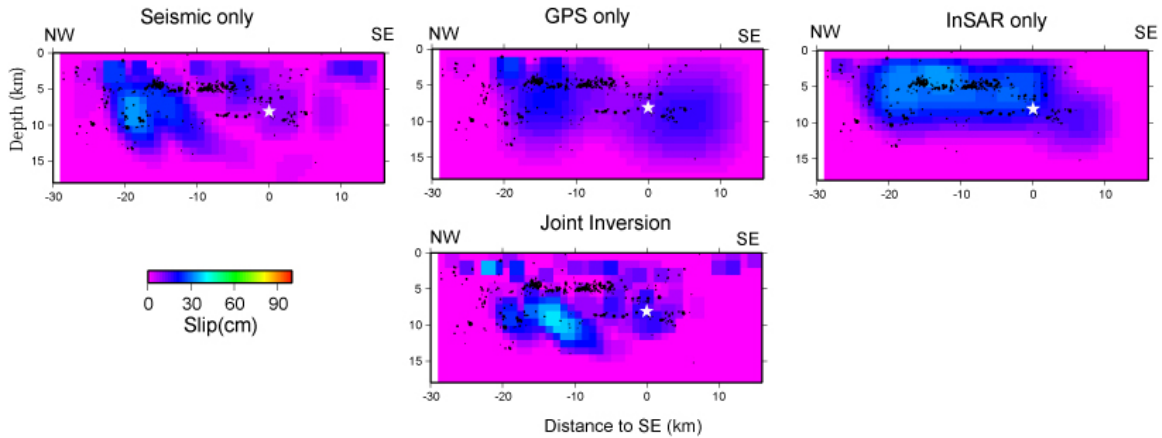 Seismic only
GPS only
InSAR only
NW SE
NW SE
NW SE
Depth (km)
0
5
10
15
-30 -20 -10 0 10
0
5
10
15
-30 -20 -10 0 10
0
5
10
15
-30 -20 -10 0 10
Joint Inversion
NW SE
0
5
10
15
-30 -20 -10 0 10
0 30 60 90
Slip(cm)
Distance to SE (km)